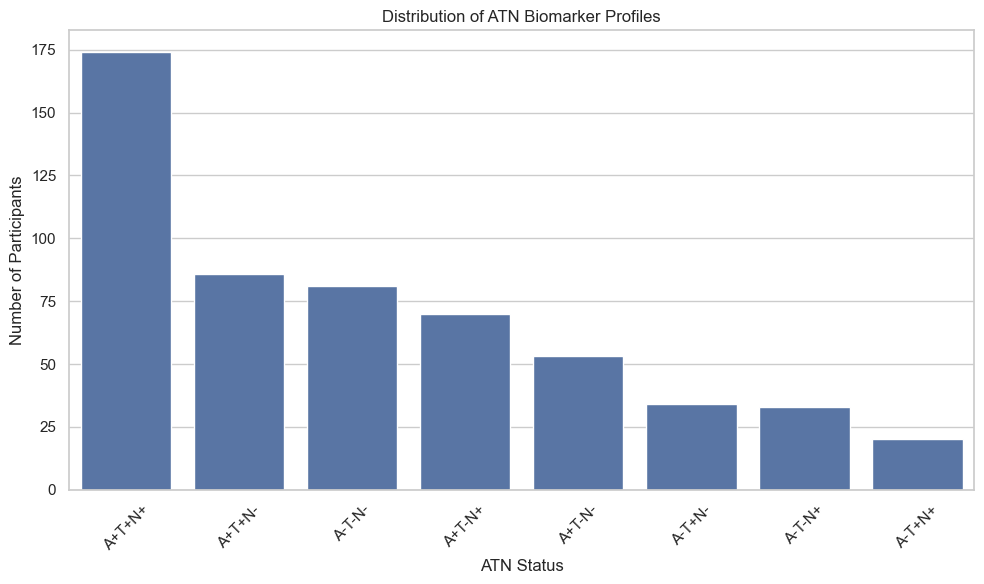 Distribution of ATN Biomarker Profiles
Number of Participants
175
150
125
100
75
50
25
0
A+T+N+
A+T+N-
A-T-N-
A+T-N+
A+T-N-
A-T+N-
A-T-N+
A-T+N+
ATN Status